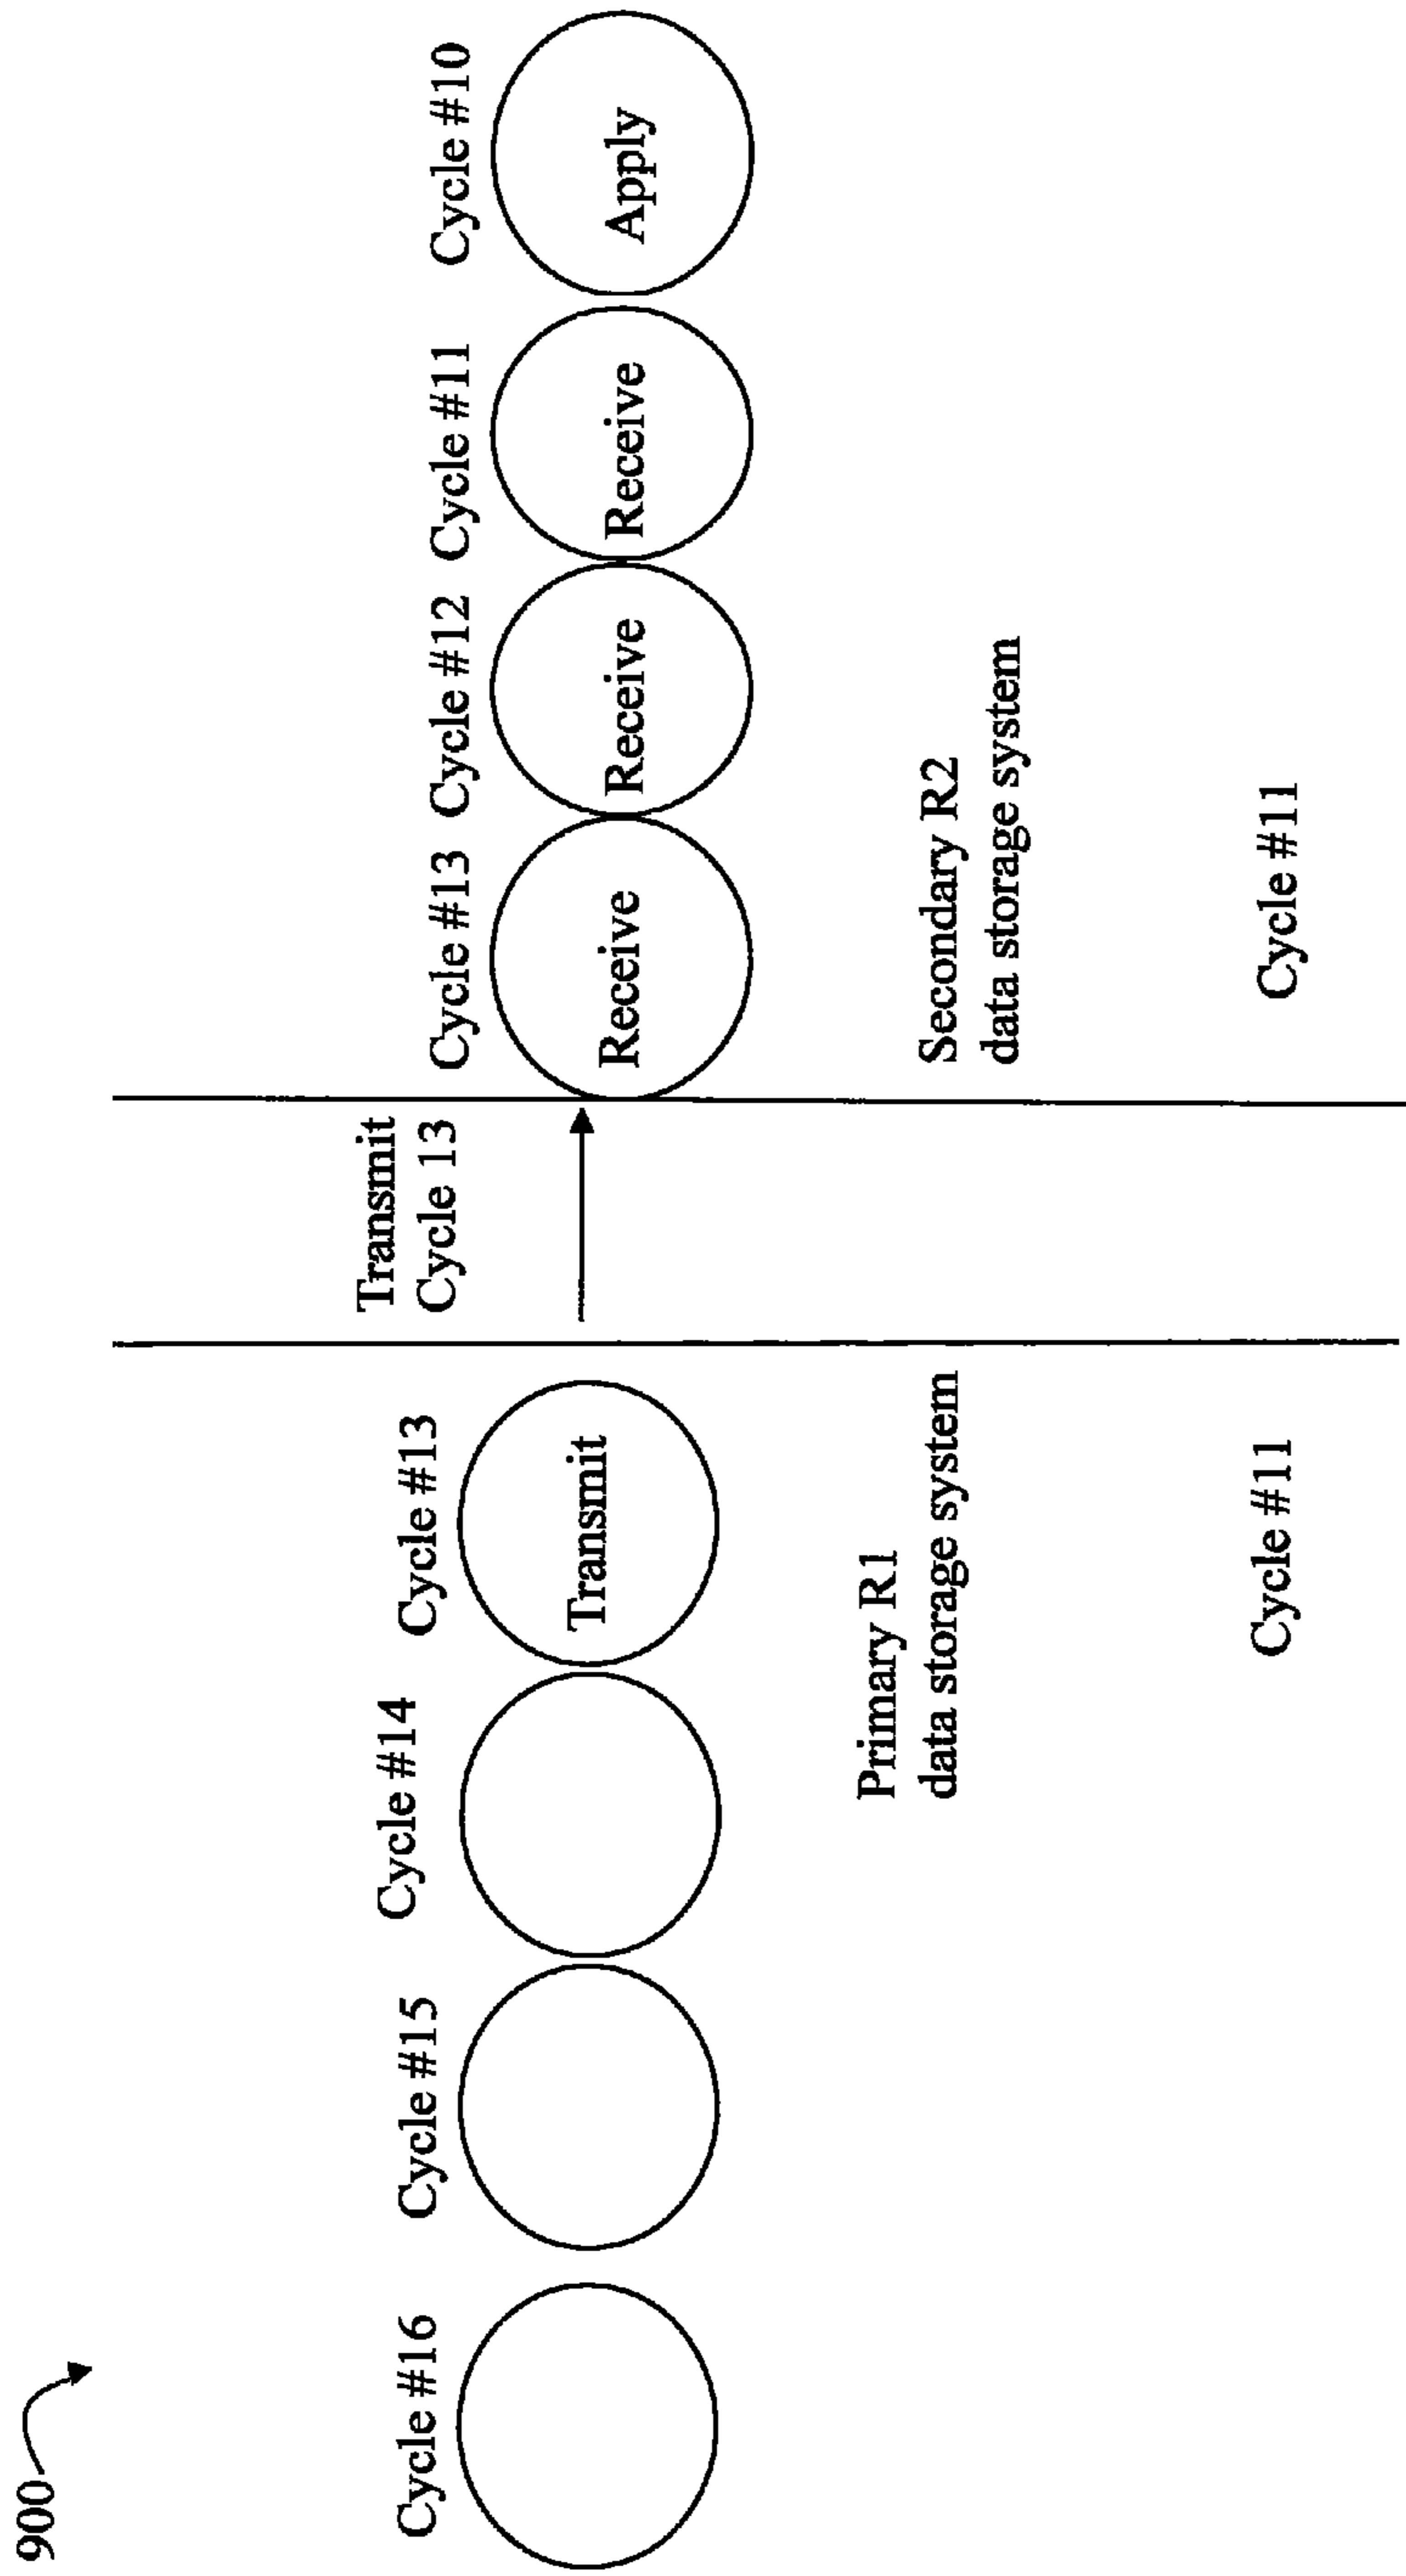 900
Transmit
Cycle 13
Cycle #16
Cycle #15
Cycle #14
Cycle #13
Cycle #13
Cycle #12
Cycle #11
Cycle #10
Transmit
Receive
Receive
Receive
Apply
Primary R1
data storage system
Secondary R2
data storage system
Cycle #11
Cycle #11